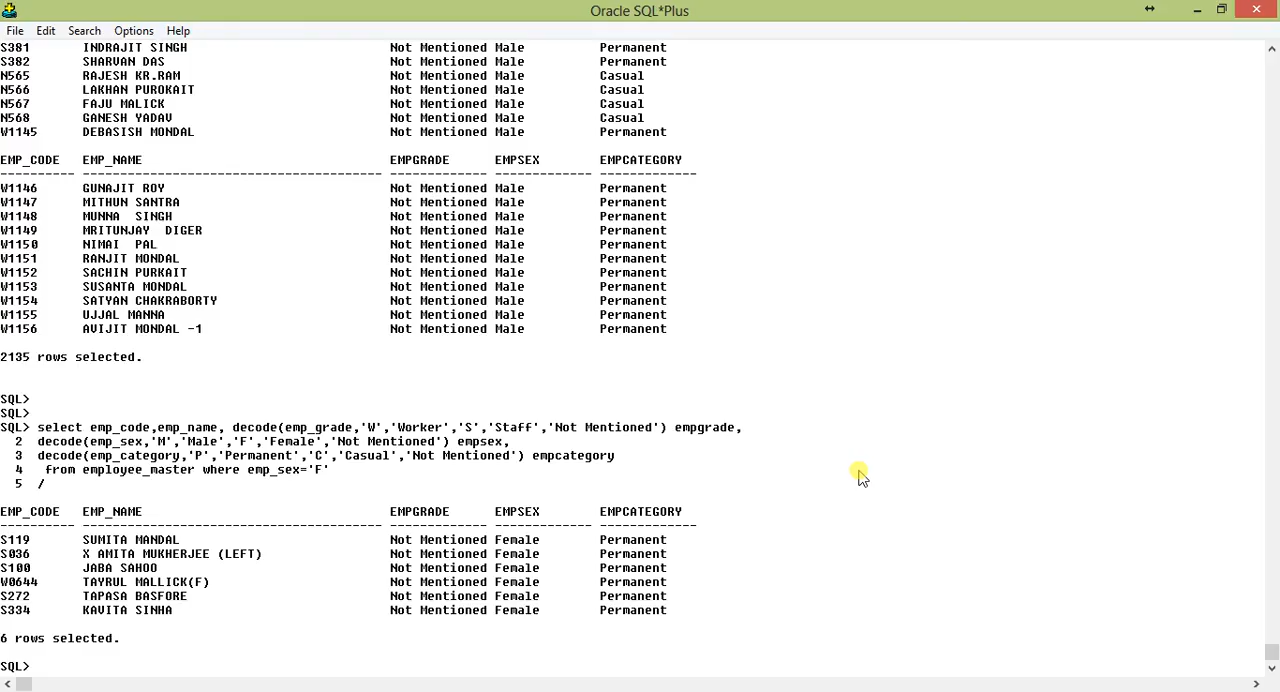 Oracle SQL*Plus
File Edit Search Options Help
S381 INDRAJIT SINGH Not Mentioned Male Permanent
S382 SHARVAN DAS Not Mentioned Male Permanent
N565 RAJESH KR.RAM Not Mentioned Male Casual
N566 LAKHAN PUROKAIT Not Mentioned Male Casual
N567 FAJU MALICK Not Mentioned Male Casual
N568 GANESH YADAV Not Mentioned Male Casual
W1145 DEBASISH MONDAL Not Mentioned Male Permanent
EMP_CODE EMP_NAME EMPGRADE EMPSEX EMPCATEGORY
---------- ---------------------------------------- ------------- ------------- -------------
W1146 GUNAJIT ROY Not Mentioned Male Permanent
W1147 MITHUN SANTRA Not Mentioned Male Permanent
W1148 MUNNA  SINGH Not Mentioned Male Permanent
W1149 MRITUNJAY  DIGER Not Mentioned Male Permanent
W1150 NIMAI  PAL Not Mentioned Male Permanent
W1151 RANJIT MONDAL Not Mentioned Male Permanent
W1152 SACHIN PURKAIT Not Mentioned Male Permanent
W1153 SUSANTA MONDAL Not Mentioned Male Permanent
W1154 SATYAN CHAKRABORTY Not Mentioned Male Permanent
W1155 UJJAL MANNA Not Mentioned Male Permanent
W1156 AVIJIT MONDAL -1 Not Mentioned Male Permanent
2135 rows selected.
SQL>
SQL>
SQL> select emp_code,emp_name, decode(emp_grade,'W','Worker','S','Staff','Not Mentioned') empgrade,
2 decode(emp_sex,'M','Male','F','Female','Not Mentioned') empsex,
3 decode(emp_category,'P','Permanent','C','Casual','Not Mentioned') empcategory
4 from employee_master where emp_sex='F'
5 /
EMP_CODE EMP_NAME EMPGRADE EMPSEX EMPCATEGORY
---------- ---------------------------------------- ------------- ------------- -------------
S119 SUMITA MANDAL Not Mentioned Female Permanent
S036 X AMITA MUKHERJEE (LEFT) Not Mentioned Female Permanent
S100 JABA SAHOO Not Mentioned Female Permanent
W0644 TAYRUL MALLICK(F) Not Mentioned Female Permanent
S272 TAPASA BASFORE Not Mentioned Female Permanent
S334 KAVITA SINHA Not Mentioned Female Permanent
6 rows selected.
SQL>